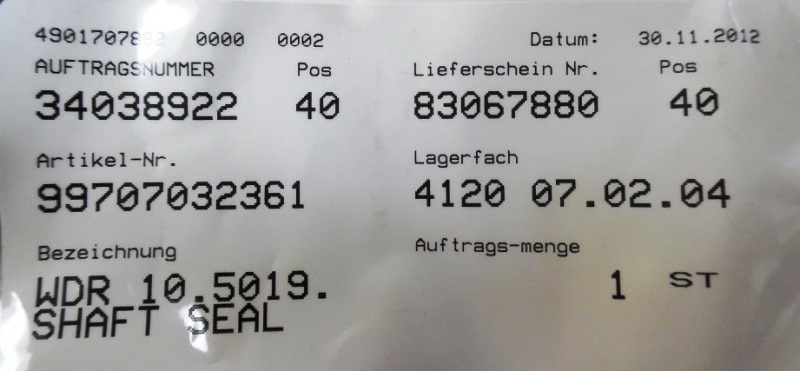 0000 0002 Datum: 30.11.2012
AUFTRAGSNUMMER Pos Lieferschein Nr. Pos
34038922 40 83067880 40
Artikel-Nr. Lagerfach
99707032361 4120 07.02.04
Bezeichnung Auftrags-menge
WDR 10.5019. 1 ST
SHAFT SEAL